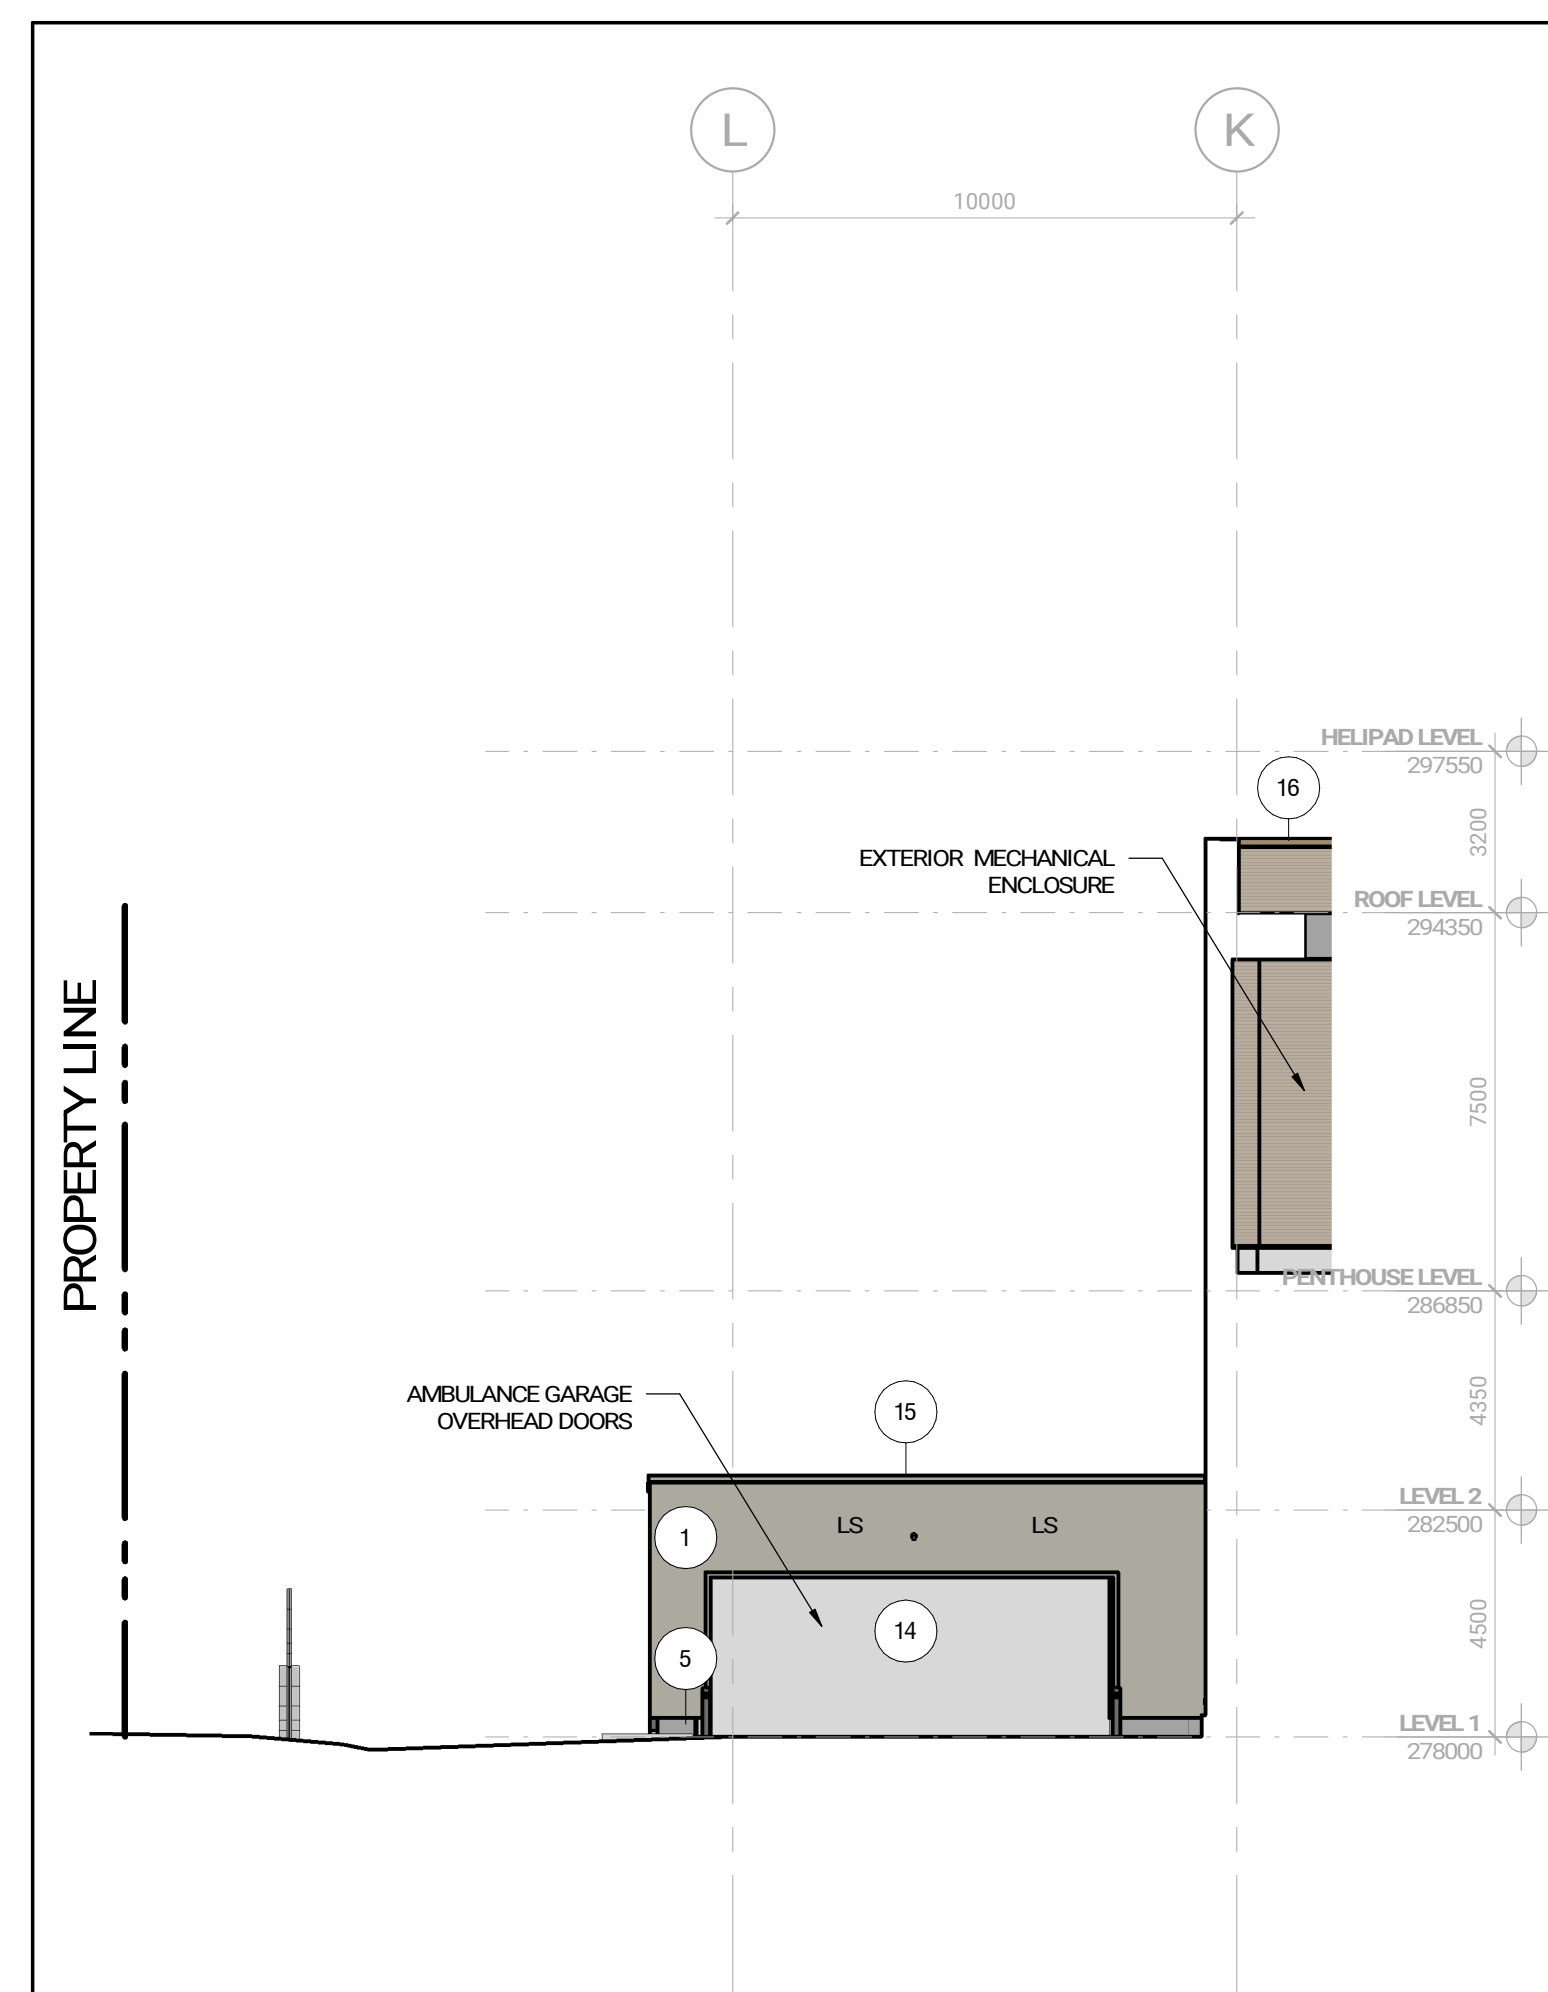 L
K
10000
HELIPAD LEVEL
297550
16
3200
EXTERIOR MECHANICAL
ENCLOSURE
ROOF LEVEL
294350
PROPERTY LINE
7500
PENTHOUSE LEVEL
286850
AMBULANCE GARAGE
OVERHEAD DOORS
15
4350
LEVEL 2
282500
1
LS
LS
14
4500
5
LEVEL 1
278000